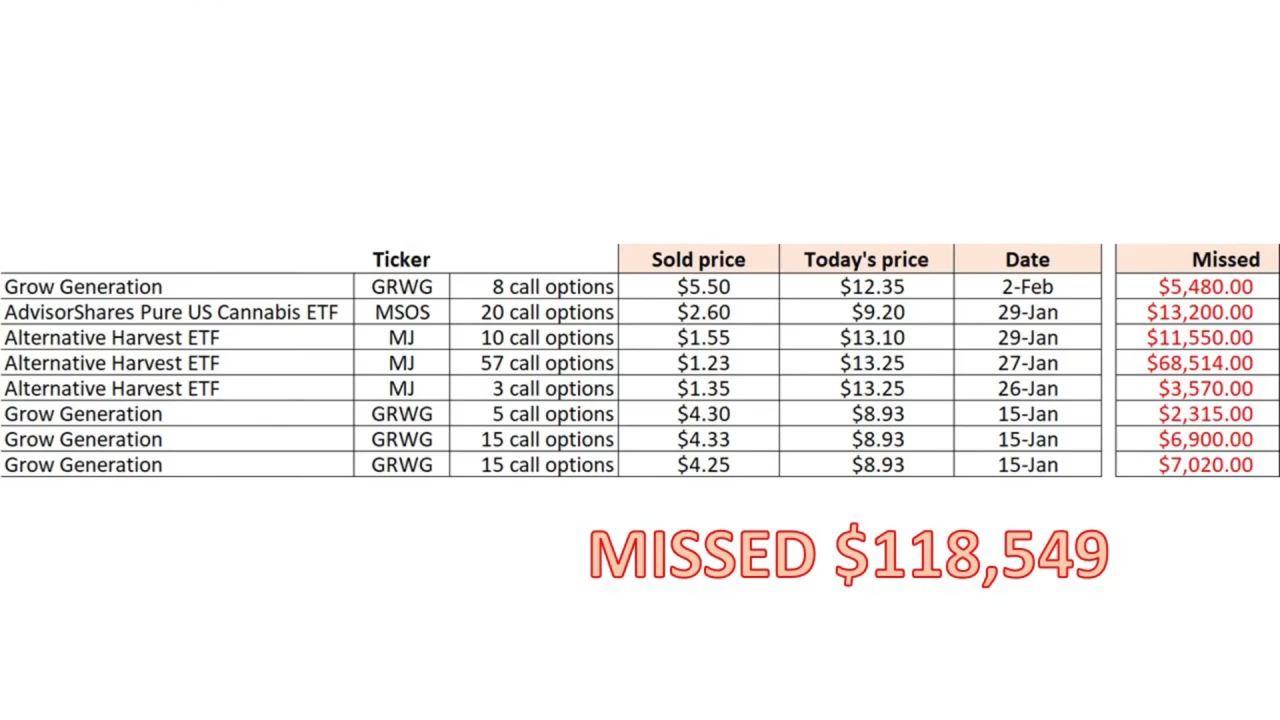 Ticker Sold price Today's price Date Missed
Grow Generation GRWG 8 call options $5.50 $12.35 2-Feb $5,480.00
AdvisorShares Pure US Cannabis ETF MSOS 20 call options $2.60 $9.20 29-Jan $13,200.00
Alternative Harvest ETF MJ 10 call options $1.55 $13.10 29-Jan $11,550.00
Alternative Harvest ETF MJ 57 call options $1.23 $13.25 27-Jan $68,514.00
Alternative Harvest ETF MJ 3 call options $1.35 $13.25 26-Jan $3,570.00
Grow Generation GRWG 5 call options $4.30 $8.93 15-Jan $2,315.00
Grow Generation GRWG 15 call options $4.33 $8.93 15-Jan $6,900.00
Grow Generation GRWG 15 call options $4.25 $8.93 15-Jan $7,020.00
MISSED $118,549